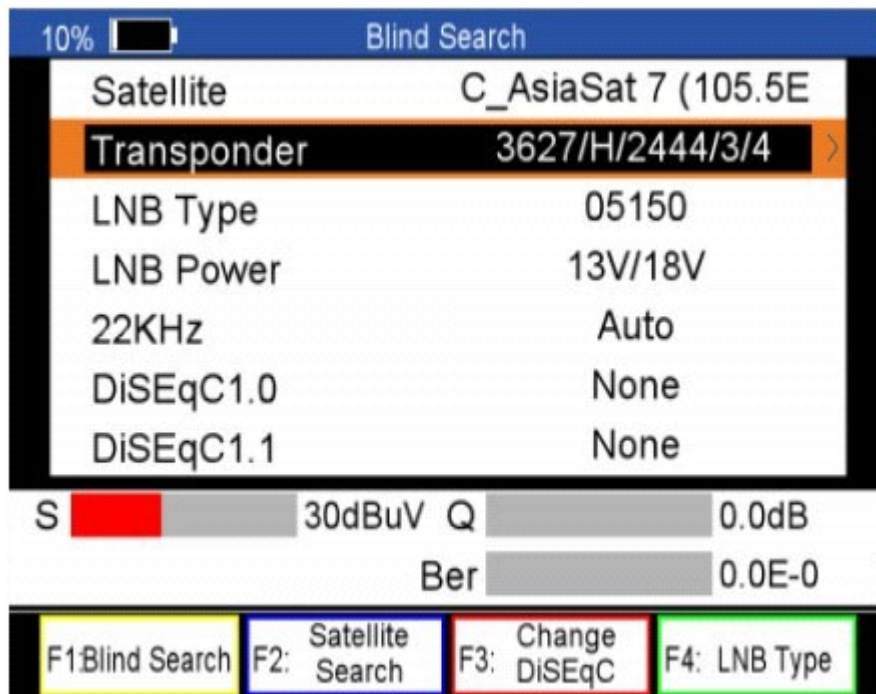 10% Blind Search
Satellite C_AsiaSat 7 (105.5E
Transponder 3627/H/2444/3/4 >
LNB Type 05150
LNB Power 13V/18V
22KHz Auto
DiSEqC1.0 None
DiSEqC1.1 None
S 30dBuV Q 0.0dB
Ber 0.0E-0
F1:Blind Search F2: Satellite Search F3: Change DiSEqC F4: LNB Type